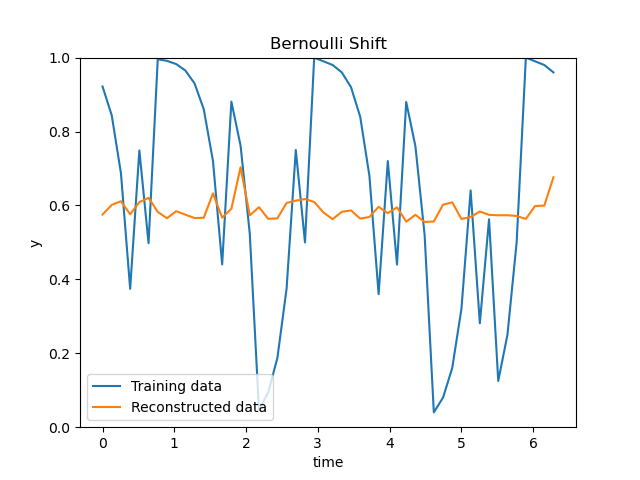 Bernoulli Shift
1.0
0.8
0.6
0.4
0.2
0.0
y
Training data
Reconstructed data
0 1 2 3 4 5 6
time